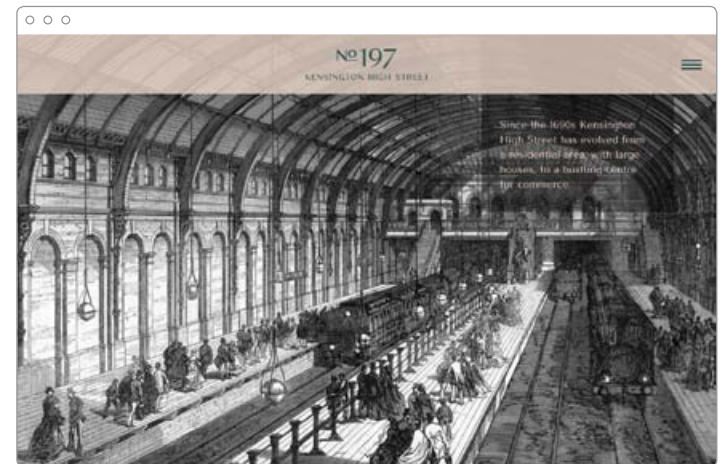 Nº197
KENSINGTON HIGH STREET
Since the 1690s Kensington
High Street has evolved from
a residential area, with large
houses, to a bustling centre
for commerce.